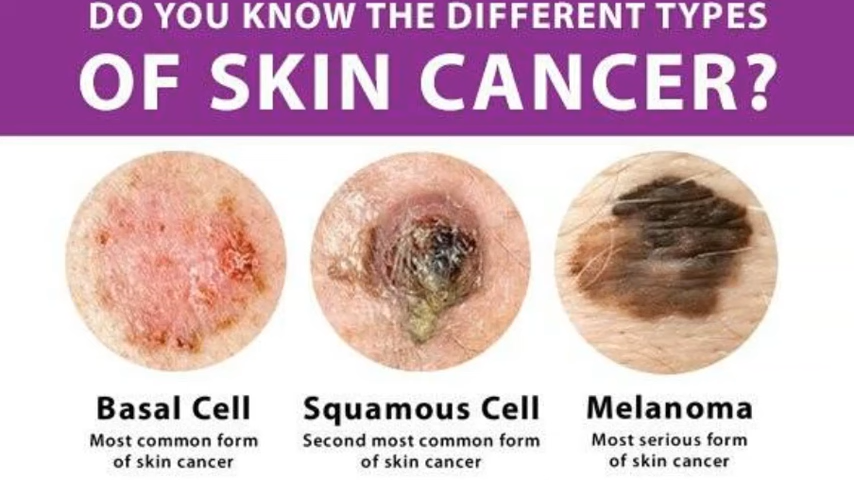 DO YOU KNOW THE DIFFERENT TYPES
OF SKIN CANCER?
Basal Cell
Most common form
of skin cancer
Squamous Cell
Second most common form
of skin cancer
Melanoma
Most serious form
of skin cancer